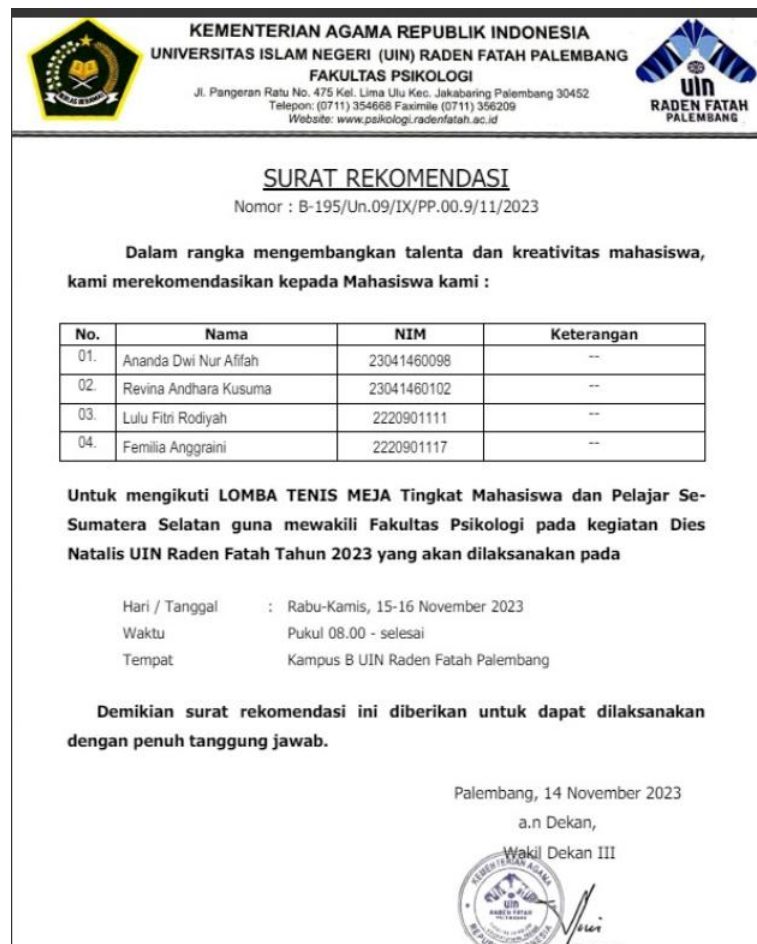 KEMENTERIAN AGAMA REPUBLIK INDONESIA
UNIVERSITAS ISLAM NEGERI (UIN) RADEN FATAH PALEMBANG
FAKULTAS PSIKOLOGI
Jl. Pangeran Ratu No. 475 Kel. Lima Ulu Kec. Jakabaring Palembang 30452
Telepon: (0711) 354668 Faximile (0711) 356209
Website: www.psikologi.radenfatah.ac.id
IKHLAS BERAMAL
uin
RADEN FATAH
PALEMBANG
SURAT REKOMENDASI
Nomor : B-195/Un.09/IX/PP.00.9/11/2023
Dalam rangka mengembangkan talenta dan kreativitas mahasiswa,
kami merekomendasikan kepada Mahasiswa kami :
No. Nama NIM Keterangan
01. Ananda Dwi Nur Afifah 23041460098 --
02. Revina Andhara Kusuma 23041460102 --
03. Lulu Fitri Rodiyah 2220901111 --
04. Femilia Anggraini 2220901117 --
Untuk mengikuti LOMBA TENIS MEJA Tingkat Mahasiswa dan Pelajar Se-
Sumatera Selatan guna mewakili Fakultas Psikologi pada kegiatan Dies
Natalis UIN Raden Fatah Tahun 2023 yang akan dilaksanakan pada
Hari / Tanggal : Rabu-Kamis, 15-16 November 2023
Waktu Pukul 08.00 - selesai
Tempat Kampus B UIN Raden Fatah Palembang
Demikian surat rekomendasi ini diberikan untuk dapat dilaksanakan
dengan penuh tanggung jawab.
Palembang, 14 November 2023
a.n Dekan,
Wakil Dekan III
KEMENTERIAN AGAMA
uin
RADEN FATAH
PALEMBANG